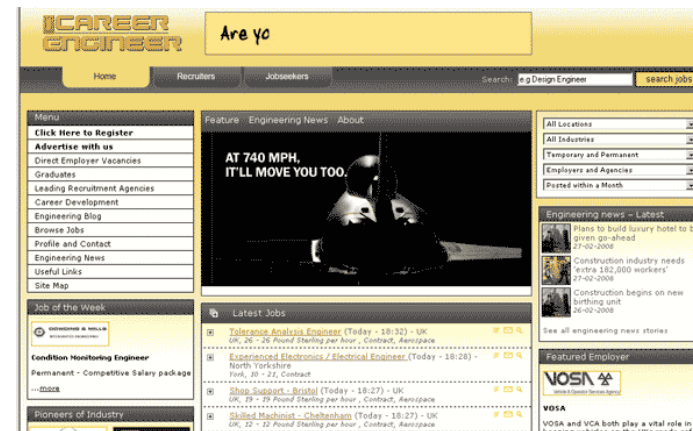 iCAREER
ENGINEER
Are yo
Home
Recruiters
Jobseekers
Search:
e.g Design Engineer
search jobs
Menu
Click Here to Register
Advertise with us
Direct Employer Vacancies
Graduates
Leading Recruitment Agencies
Career Development
Engineering Blog
Browse Jobs
Profile and Contact
Engineering News
Useful Links
Site Map
Job of the Week
GOWDING & MILLS
Condition Monitoring Engineer
Permanent - Competitive Salary package
...more
Pioneers of Industry
Feature Engineering News About
AT 740 MPH,
IT'LL MOVE YOU TOO.
Latest Jobs
Tolerance Analysis Engineer (Today - 18:32) - UK
UK, 26 - 26 Pound Sterling per hour , Contract, Aerospace
Experienced Electronics / Electrical Engineer (Today - 18:28) -
North Yorkshire
York, 10 - 21, Contract
Shop Support - Bristol (Today - 18:27) - UK
UK, 19 - 19 Pound Sterling per hour , Contract, Aerospace
Skilled Machinist - Cheltenham (Today - 18:27) - UK
UK, 12 - 12 Pound Sterling per hour , Contract, Aerospace
All Locations
All Industries
Temporary and Permanent
Employers and Agencies
Posted within a Month
Engineering news - Latest
Plans to build luxury hotel to b
given go-ahead
27-02-2008
Construction industry needs
'extra 182,000 workers'
27-02-2008
Construction begins on new
birthing unit
26-02-2008
See all engineering news stories
Featured Employer
VOSA
Vehicle & Operator Services Agency
VOSA
VOSA and VCA both play a vital role in